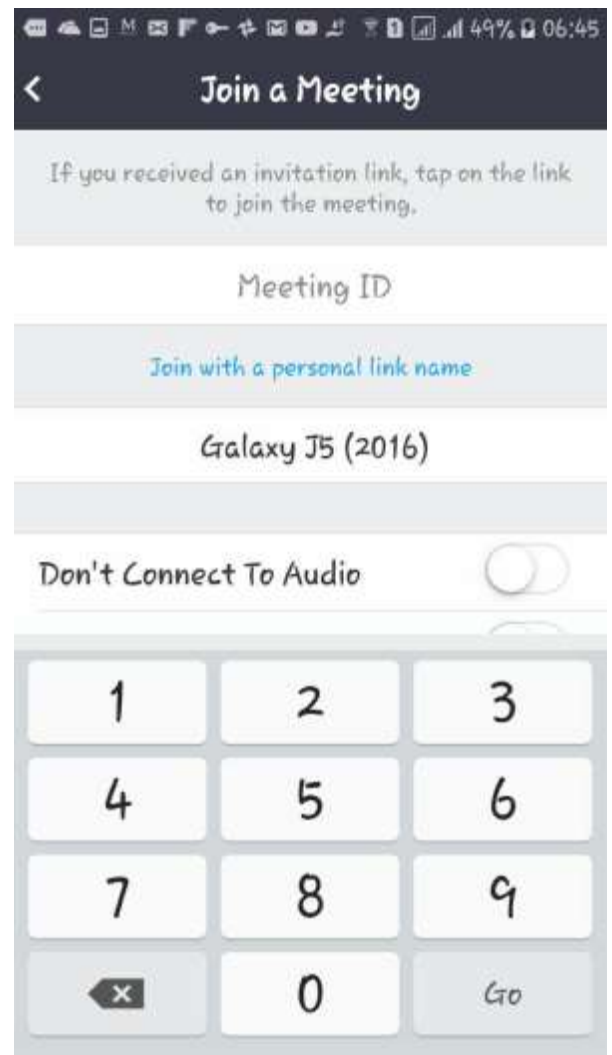 49% 06:45
Join a Meeting
If you received an invitation link, tap on the link
to join the meeting.
Meeting ID
Join with a personal link name
Galaxy J5 (2016)
Don't Connect To Audio
1 2 3
4 5 6
7 8 9
0 Go